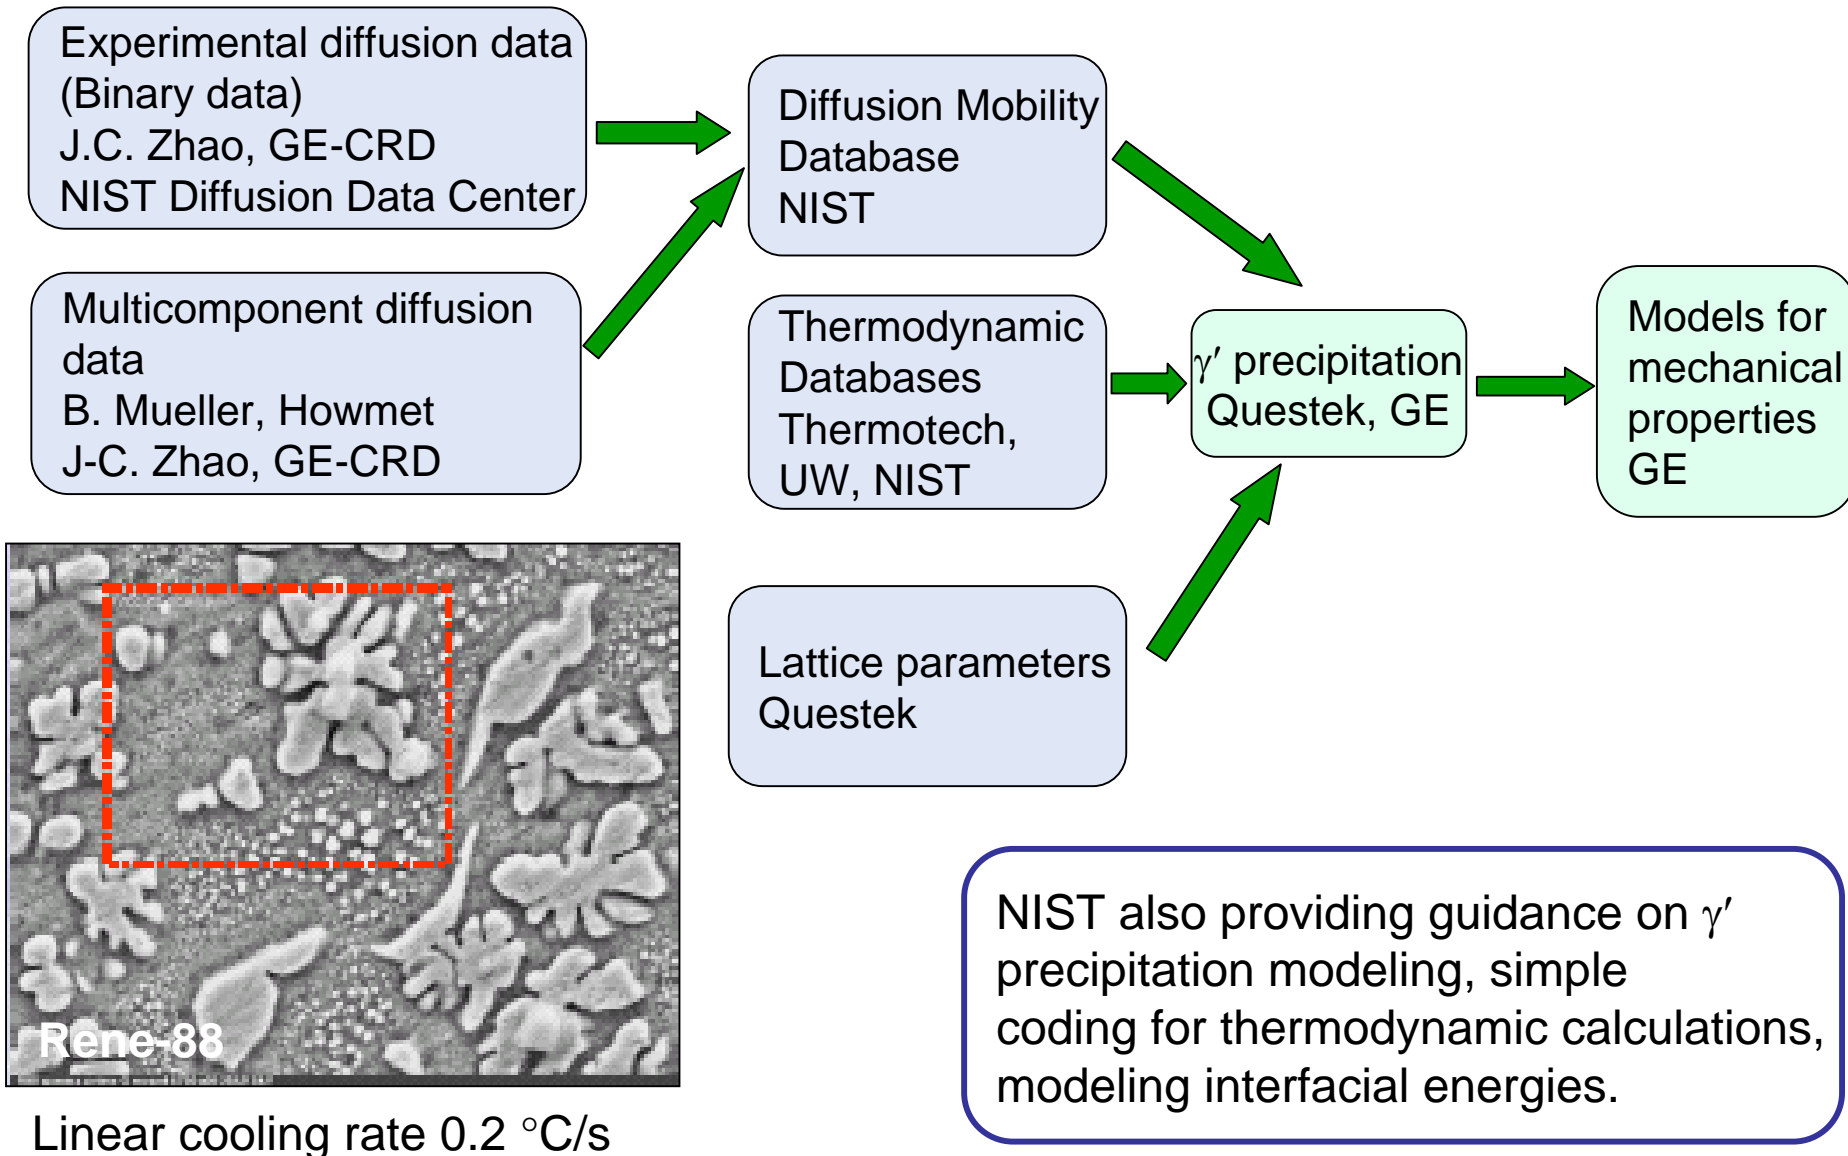 Experimental diffusion data
(Binary data)
J.C. Zhao, GE-CRD
NIST Diffusion Data Center
Multicomponent diffusion
data
B. Mueller, Howmet
J-C. Zhao, GE-CRD
Diffusion Mobility
Database
NIST
Thermodynamic
Databases
Thermotech,
UW, NIST
Lattice parameters
Questek
γ′ precipitation
Questek, GE
Models for
mechanical
properties
GE
Rene-88
Linear cooling rate 0.2 °C/s
NIST also providing guidance on γ′
precipitation modeling, simple
coding for thermodynamic calculations,
modeling interfacial energies.